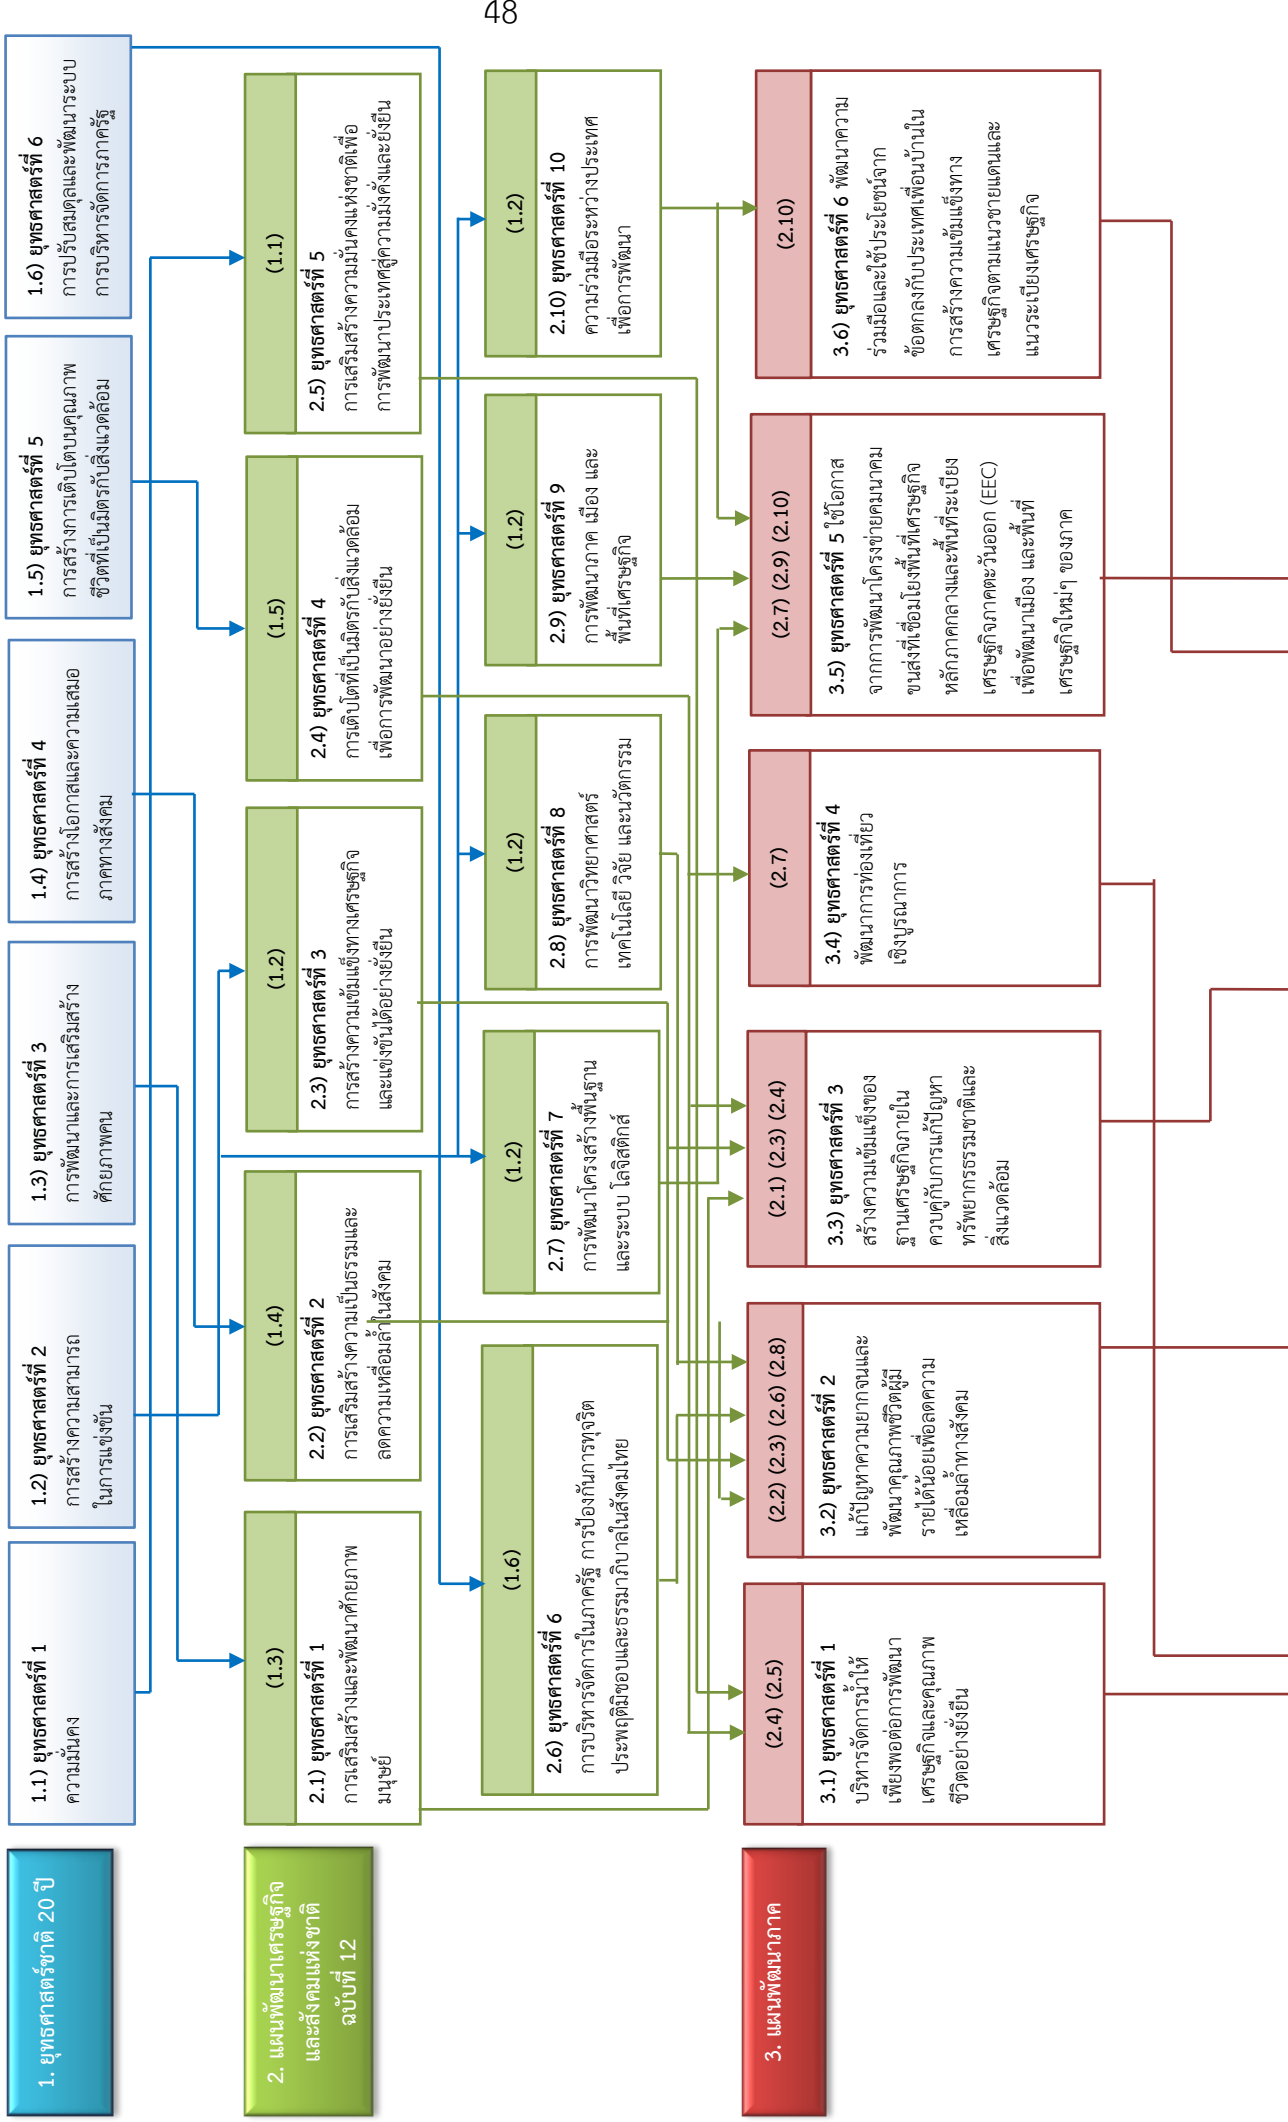 48
1. ยุทธศาสตร์ชาติ 20 ปี
1.1) ยุทธศาสตร์ที่ 1
ความมั่นคง
1.2) ยุทธศาสตร์ที่ 2
การสร้างความสามารถ
ในการแข่งขัน
1.3) ยุทธศาสตร์ที่ 3
การพัฒนาและการเสริมสร้าง
ศักยภาพคน
1.4) ยุทธศาสตร์ที่ 4
การสร้างโอกาสและความเสมอ
ภาคทางสังคม
1.5) ยุทธศาสตร์ที่ 5
การสร้างการเติบโตบนคุณภาพ
ชีวิตที่เป็นมิตรกับสิ่งแวดล้อม
1.6) ยุทธศาสตร์ที่ 6
การปรับสมดุลและพัฒนาระบบ
การบริหารจัดการภาครัฐ
2. แผนพัฒนาเศรษฐกิจ
และสังคมแห่งชาติ
ฉบับที่ 12
(1.3)
2.1) ยุทธศาสตร์ที่ 1
การเสริมสร้างและพัฒนาศักยภาพ
มนุษย์
(1.4)
2.2) ยุทธศาสตร์ที่ 2
การเสริมสร้างความเป็นธรรมและ
ลดความเหลื่อมล้ำในสังคม
(1.2)
2.3) ยุทธศาสตร์ที่ 3
การสร้างความเข้มแข็งทางเศรษฐกิจ
และแข่งขันได้อย่างยั่งยืน
(1.5)
2.4) ยุทธศาสตร์ที่ 4
การเติบโตที่เป็นมิตรกับสิ่งแวดล้อม
เพื่อการพัฒนาอย่างยั่งยืน
(1.1)
2.5) ยุทธศาสตร์ที่ 5
การเสริมสร้างความมั่นคงแห่งชาติเพื่อ
การพัฒนาประเทศสู่ความมั่งคั่งและยั่งยืน
(1.6)
2.6) ยุทธศาสตร์ที่ 6
การบริหารจัดการในภาครัฐ การป้องกันการทุจริต
ประพฤติมิชอบและธรรมาภิบาลในสังคมไทย
(1.2)
2.7) ยุทธศาสตร์ที่ 7
การพัฒนาโครงสร้างพื้นฐาน
และระบบ โลจิสติกส์
(1.2)
2.8) ยุทธศาสตร์ที่ 8
การพัฒนาวิทยาศาสตร์
เทคโนโลยี วิจัย และนวัตกรรม
(1.2)
2.9) ยุทธศาสตร์ที่ 9
การพัฒนาภาค เมือง และ
พื้นที่เศรษฐกิจ
(1.2)
2.10) ยุทธศาสตร์ที่ 10
ความร่วมมือระหว่างประเทศ
เพื่อการพัฒนา
3. แผนพัฒนาภาค
(2.4) (2.5)
3.1) ยุทธศาสตร์ที่ 1
บริหารจัดการน้ำให้
เพียงพอต่อการพัฒนา
เศรษฐกิจและคุณภาพ
ชีวิตอย่างยั่งยืน
(2.2) (2.3) (2.6) (2.8)
3.2) ยุทธศาสตร์ที่ 2
แก้ปัญหาความยากจนและ
พัฒนาคุณภาพชีวิตผู้มี
รายได้น้อยเพื่อลดความ
เหลื่อมล้ำทางสังคม
(2.1) (2.3) (2.4)
3.3) ยุทธศาสตร์ที่ 3
สร้างความเข้มแข็งของ
ฐานเศรษฐกิจภายใน
ควบคู่กับการแก้ปัญหา
ทรัพยากรธรรมชาติและ
สิ่งแวดล้อม
(2.7)
3.4) ยุทธศาสตร์ที่ 4
พัฒนาการท่องเที่ยว
เชิงบูรณาการ
(2.7) (2.9) (2.10)
3.5) ยุทธศาสตร์ที่ 5 ใช้โอกาส
จากการพัฒนาโครงข่ายคมนาคม
ขนส่งที่เชื่อมโยงพื้นที่เศรษฐกิจ
หลักภาคกลางและพื้นที่ระเบียง
เศรษฐกิจภาคตะวันออก (EEC)
เพื่อพัฒนาเมือง และพื้นที่
เศรษฐกิจใหม่ๆ ของภาค
(2.10)
3.6) ยุทธศาสตร์ที่ 6 พัฒนาความ
ร่วมมือและใช้ประโยชน์จาก
ข้อตกลงกับประเทศเพื่อนบ้านใน
การสร้างความเข้มแข็งทาง
เศรษฐกิจตามแนวชายแดนและ
แนวระเบียงเศรษฐกิจ